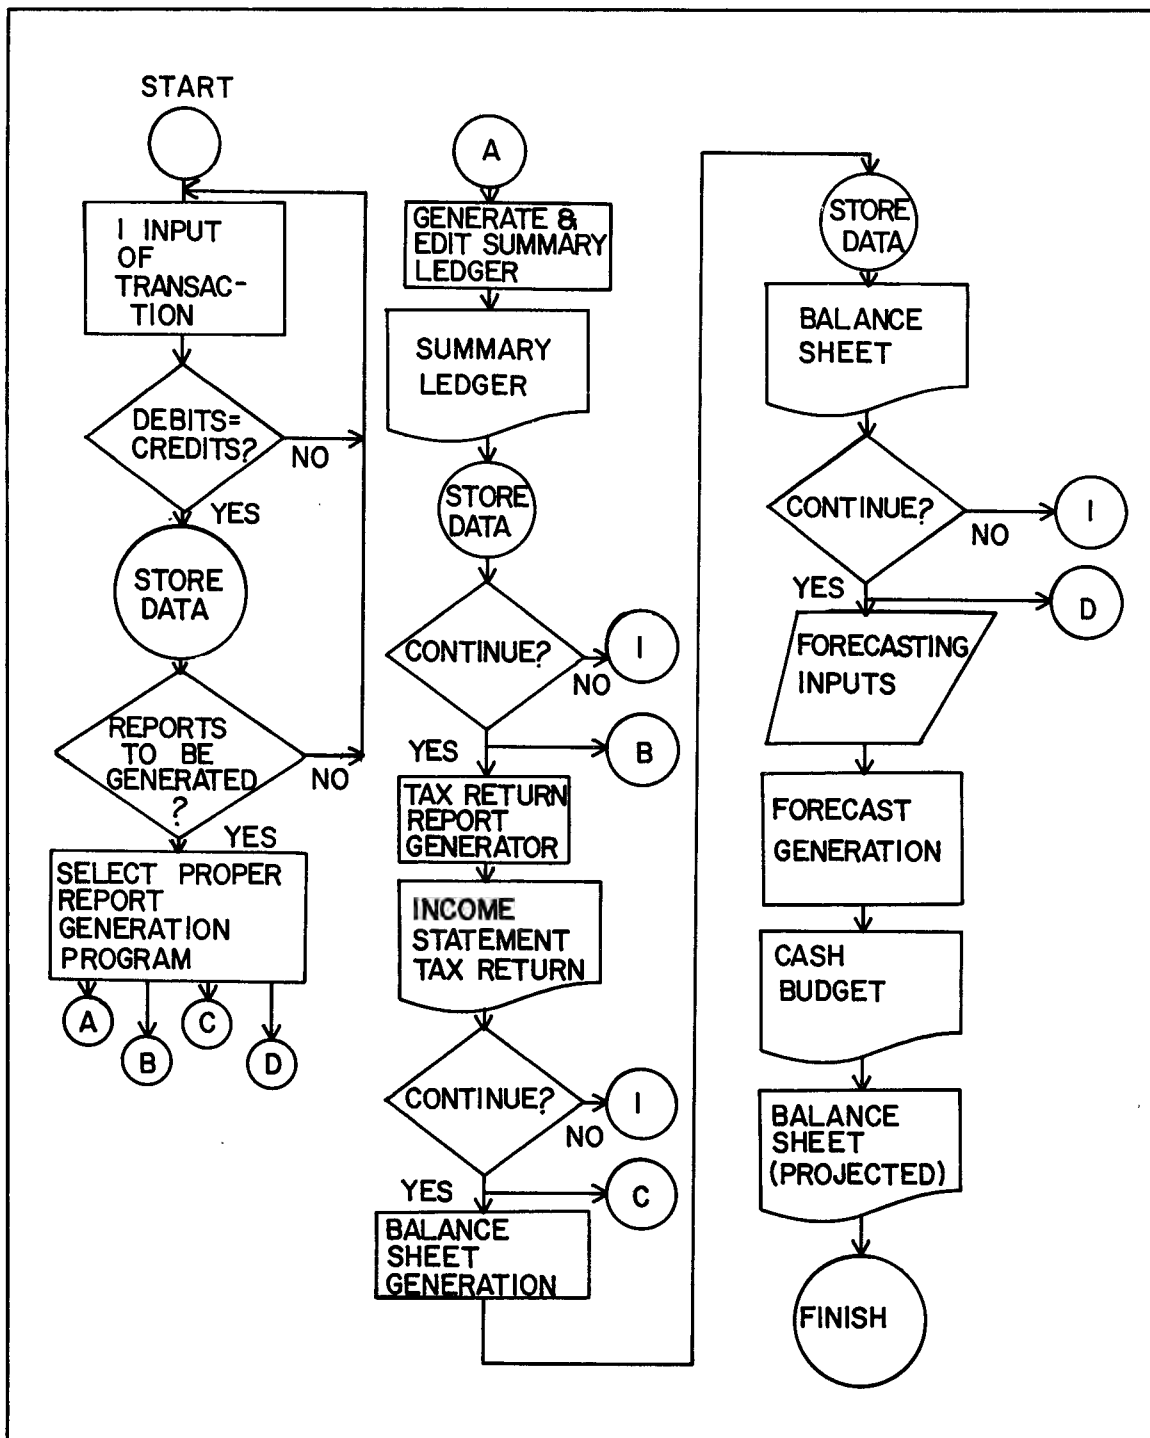 START
I INPUT
OF
TRANSAC-
TION
DEBITS=
CREDITS?
NO
YES
STORE
DATA
REPORTS
TO BE
GENERATED
?
NO
YES
SELECT PROPER
REPORT
GENERATION
PROGRAM
A
B
C
D
A
GENERATE &
EDIT SUMMARY
LEDGER
SUMMARY
LEDGER
STORE
DATA
CONTINUE?
NO
I
YES
B
TAX RETURN
REPORT
GENERATOR
INCOME
STATEMENT
TAX RETURN
CONTINUE?
NO
I
YES
C
BALANCE
SHEET
GENERATION
STORE
DATA
BALANCE
SHEET
CONTINUE?
NO
I
YES
D
FORECASTING
INPUTS
FORECAST
GENERATION
CASH
BUDGET
BALANCE
SHEET
(PROJECTED)
FINISH